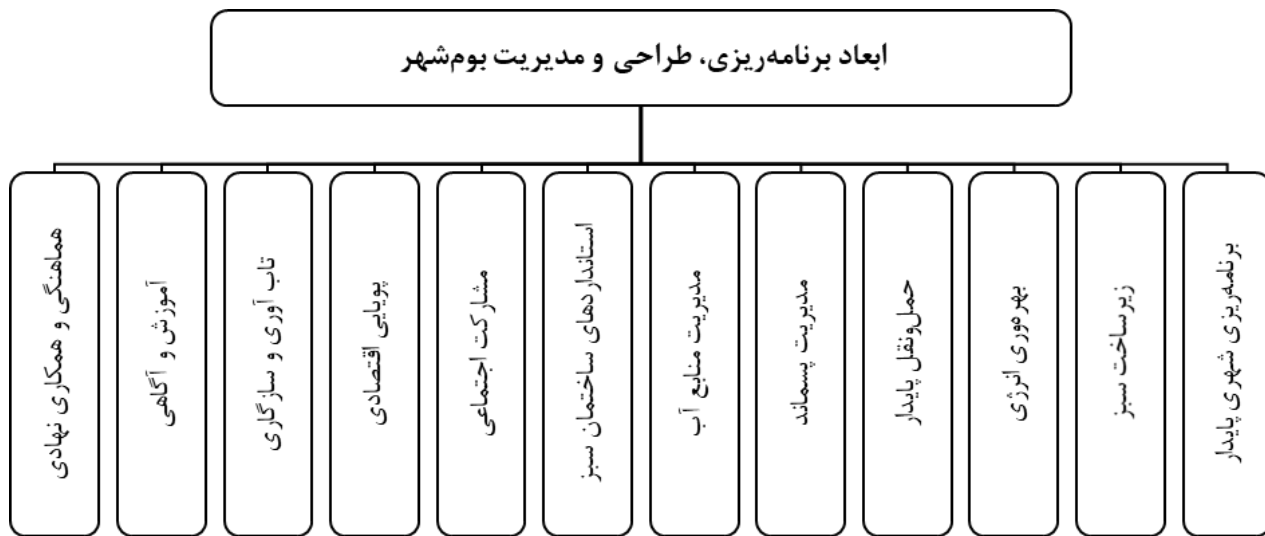 ابعاد برنامه‌ریزی، طراحی و مدیریت بوم‌شهر
برنامه‌ریزی شهری پایدار
زیرساخت سبز
بهره‌وری انرژی
حمل‌ونقل پایدار
مدیریت پسماند
مدیریت منابع آب
استانداردهای ساختمان سبز
مشارکت اجتماعی
پویایی اقتصادی
تاب آوری و سازگاری
آموزش و آگاهی
هماهنگی و همکاری نهادی